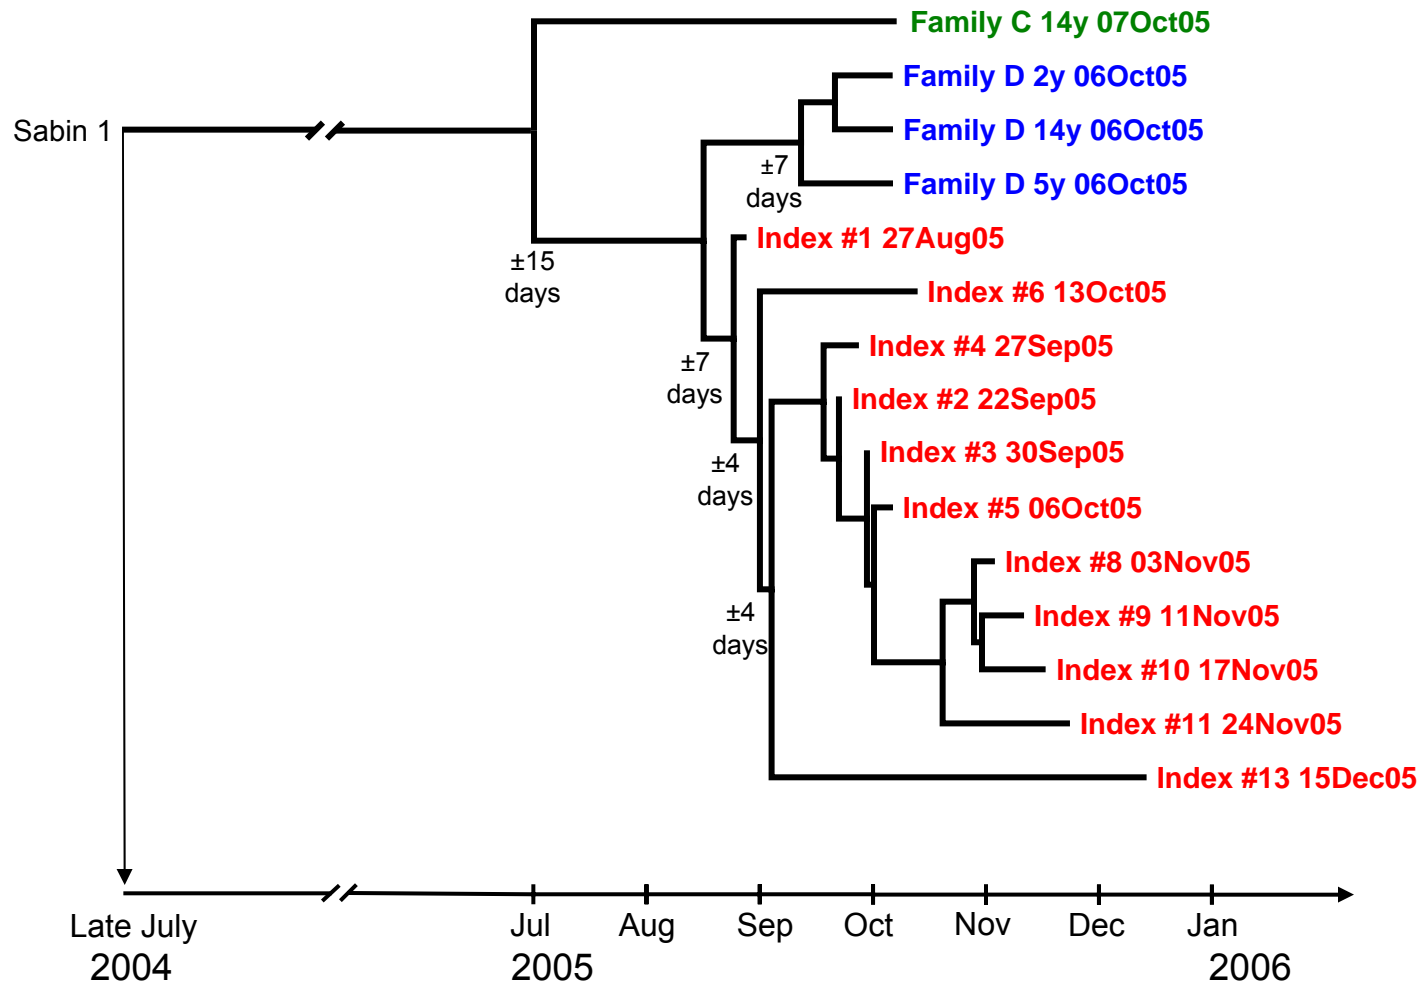 Family C 14y 07Oct05
Family D 2y 06Oct05
Sabin 1
Family D 14y 06Oct05
±7
days
Family D 5y 06Oct05
Index #1 27Aug05
±15
days
Index #6 13Oct05
Index #4 27Sep05
±7
days
Index #2 22Sep05
Index #3 30Sep05
±4
days
Index #5 06Oct05
Index #8 03Nov05
±4
days
Index #9 11Nov05
Index #10 17Nov05
Index #11 24Nov05
Index #13 15Dec05
Late July Jul Aug Sep Oct Nov Dec Jan
2004 2005 2006